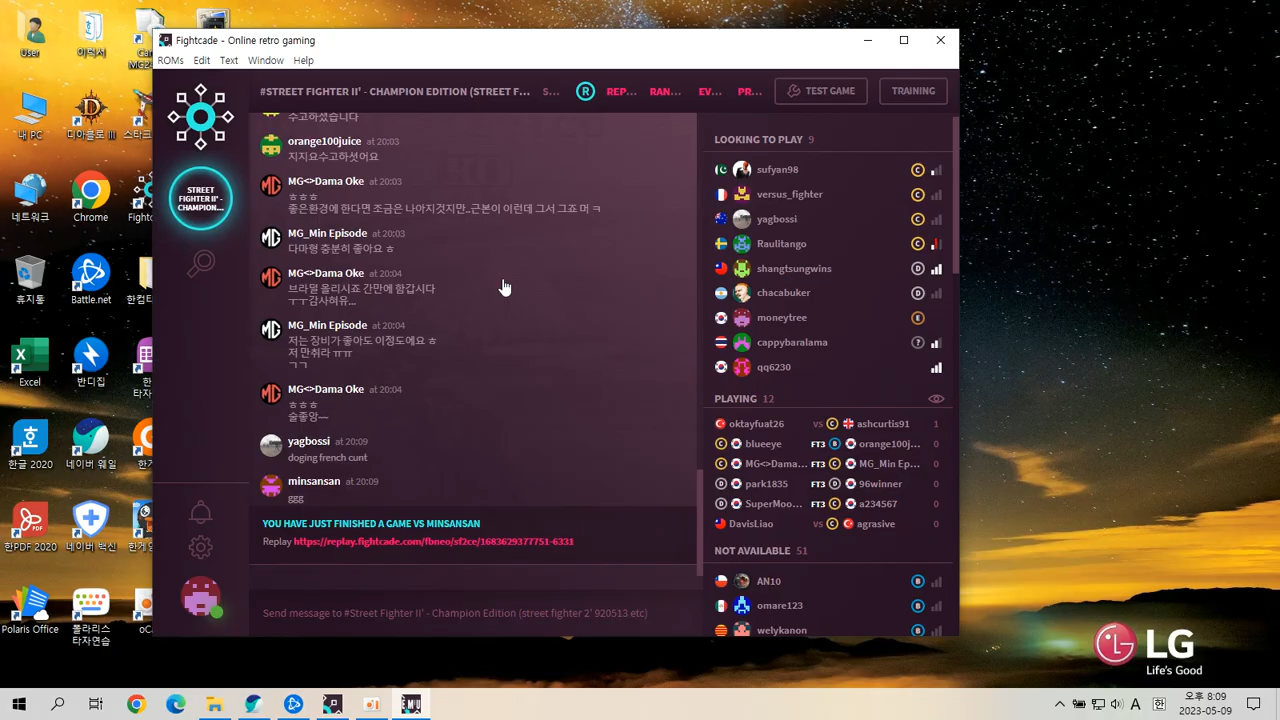 User
이력서
내 PC
디아블로 III
네트워크
Chrome
휴지통
Battle.net
Excel
반디집
한글 2020
네이버 웨일
한PDF 2020
네이버 백신
Polaris Office
폴라리스
타자연습
Fightcade - Online retro gaming
ROMs Edit Text Window Help
STREET
FIGHTER II' -
CHAMPION...
#STREET FIGHTER II' - CHAMPION EDITION (STREET F... S... R REP... RAN... EV... PR... TEST GAME TRAINING
수고하셨습니다
orange100juice at 20:03
지지요수고하섯어요
MG<>Dama Oke at 20:03
ㅎㅎㅎ
좋은환경에 한다면 조금은 나아지것지만..근본이 이런데 그서 그죠 머 ㅋ
MG_Min Episode at 20:03
다마형 충분히 좋아요 ㅎ
MG<>Dama Oke at 20:04
브라덜 올리시죠 간만에 함갑시다
ㅜㅜ감사혀유...
MG_Min Episode at 20:04
저는 장비가 좋아도 이정도에요 ㅎ
저 만취라 ㅠㅠ
ㄱㄱ
MG<>Dama Oke at 20:04
ㅎㅎㅎ
술좋앙~~
yagbossi at 20:09
doging french cunt
minsansan at 20:09
ggg
YOU HAVE JUST FINISHED A GAME VS MINSANSAN
Replay https://replay.fightcade.com/fbneo/sf2ce/1683629377751-6331
Send message to #Street Fighter II' - Champion Edition (street fighter 2' 920513 etc)
LOOKING TO PLAY 9
sufyan98 C
versus_fighter C
yagbossi C
Raulitango C
shangtsungwins D
chacabuker D
moneytree E
cappybaralama ?
qq6230
PLAYING 12
oktayfuat26 vs C ashcurtis91 1
C blueeye FT3 B orange100j... 0
C MG<>Dama... FT3 C MG_Min Ep... 0
D park1835 FT3 D 96winner 0
D SuperMoo... FT3 C a234567 0
DavisLiao vs C agrasive 0
NOT AVAILABLE 51
AN10 B
omare123 B
welykanon B
LG
Life's Good
EMU
A 한 오후 8:09
2023-05-09